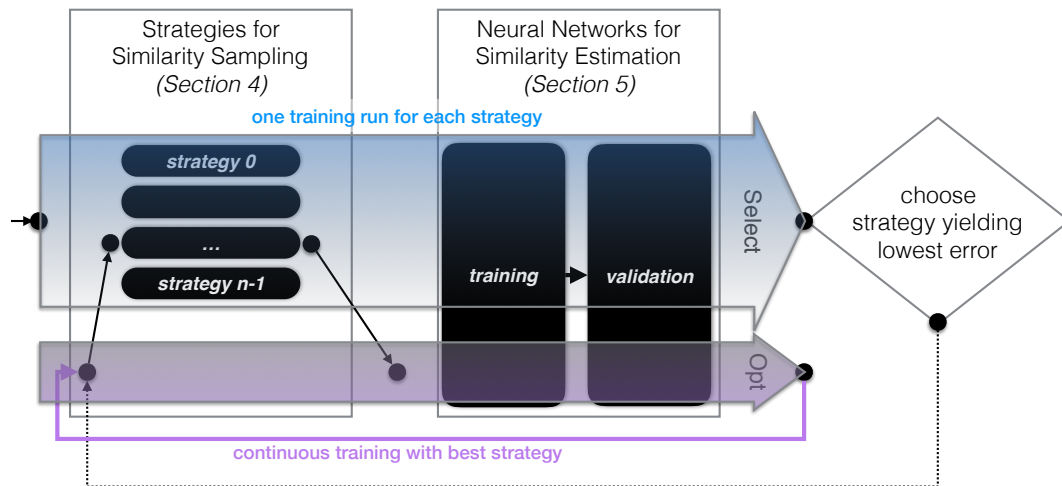 Strategies for
Similarity Sampling
(Section 4)
Neural Networks for
Similarity Estimation
(Section 5)
one training run for each strategy
strategy 0
...
strategy n-1
training
validation
Select
choose
strategy yielding
lowest error
Opt
continuous training with best strategy